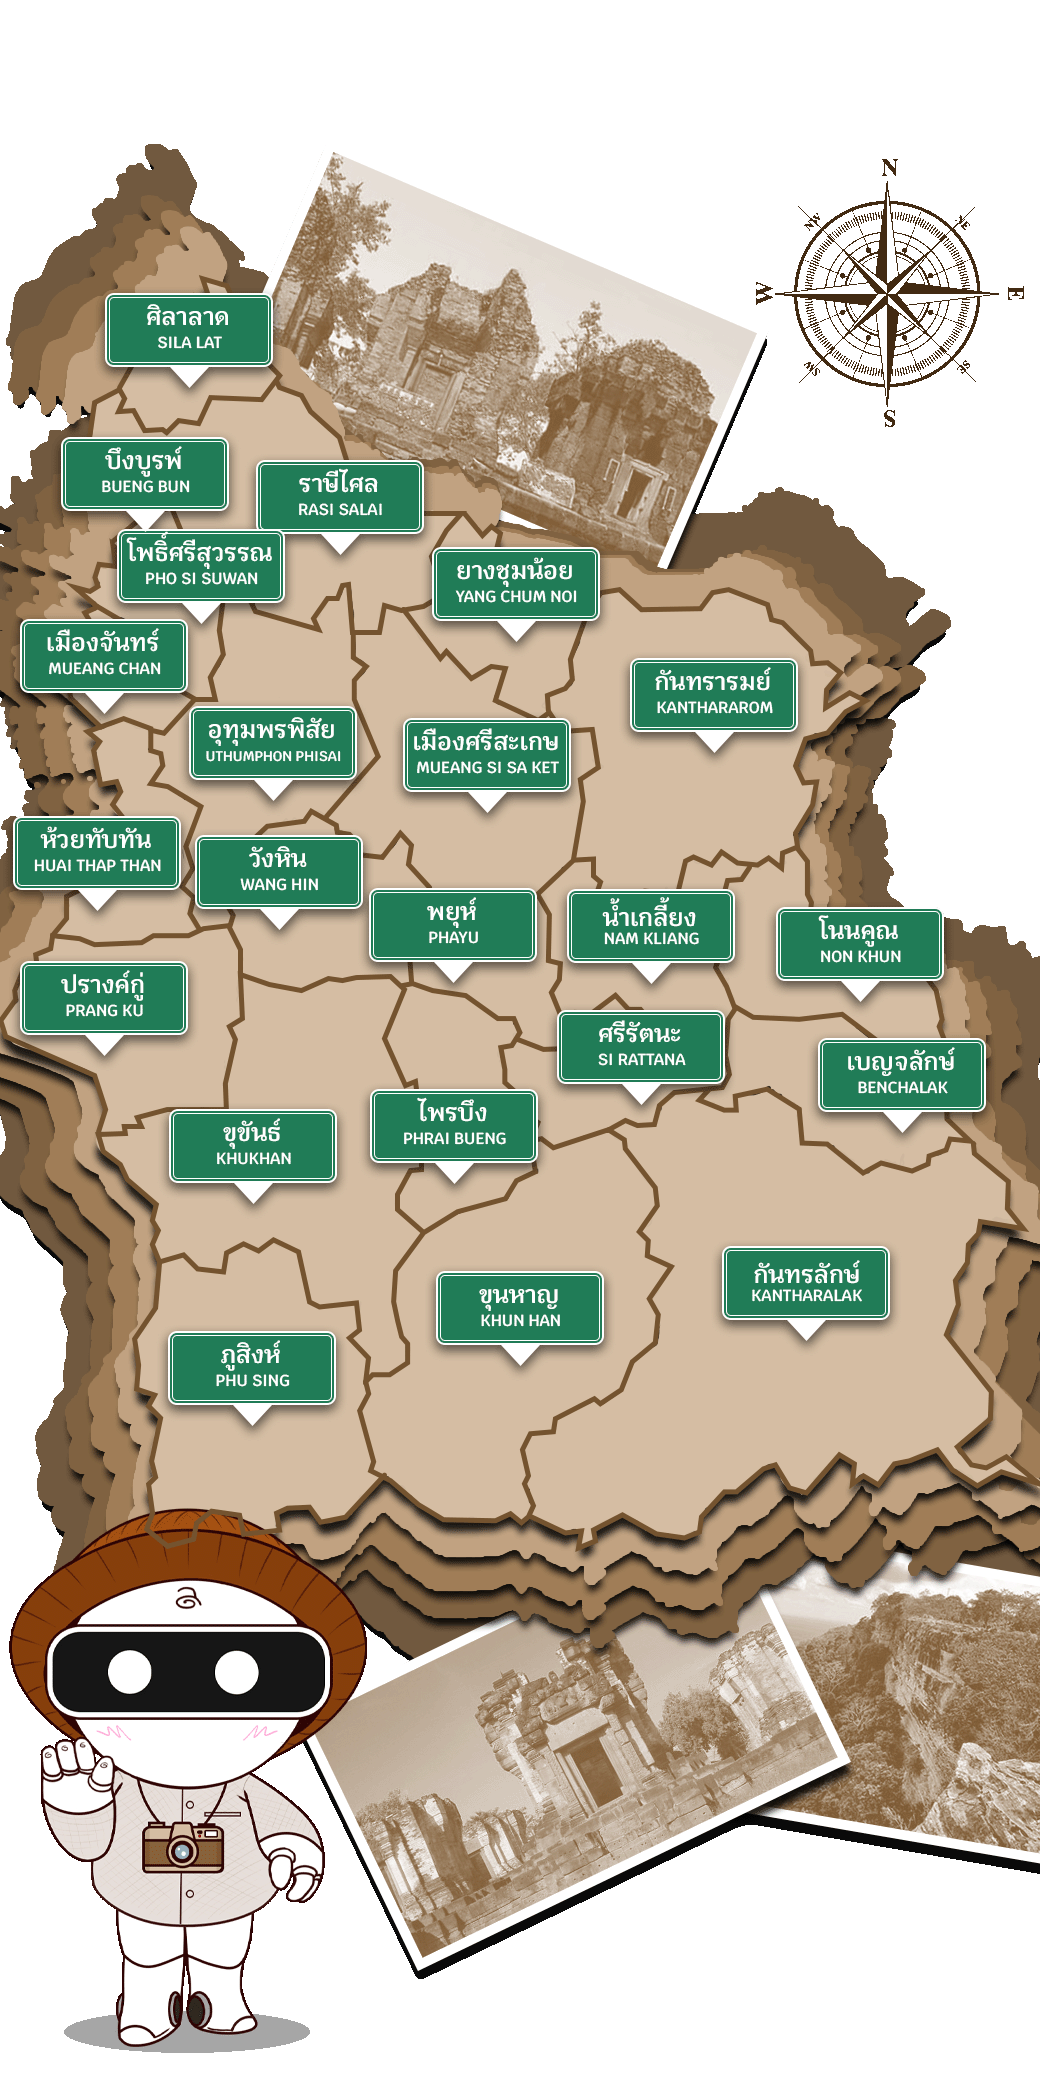 N
NW
NE
W
E
SW
SE
S
ศิลาลาด
SILA LAT
บึงบูรพ์
BUENG BUN
ราษีไศล
RASI SALAI
โพธิ์ศรีสุวรรณ
PHO SI SUWAN
ยางชุมน้อย
YANG CHUM NOI
เมืองจันทร์
MUEANG CHAN
กันทรารมย์
KANTHARAROM
อุทุมพรพิสัย
UTHUMPHON PHISAI
เมืองศรีสะเกษ
MUEANG SI SA KET
ห้วยทับทัน
HUAI THAP THAN
วังหิน
WANG HIN
พยุห์
PHAYU
น้ำเกลี้ยง
NAM KLIANG
โนนคูณ
NON KHUN
ปรางค์กู่
PRANG KU
ศรีรัตนะ
SI RATTANA
เบญจลักษ์
BENCHALAK
ขุขันธ์
KHUKHAN
ไพรบึง
PHRAI BUENG
ขุนหาญ
KHUN HAN
กันทรลักษ์
KANTHARALAK
ภูสิงห์
PHU SING